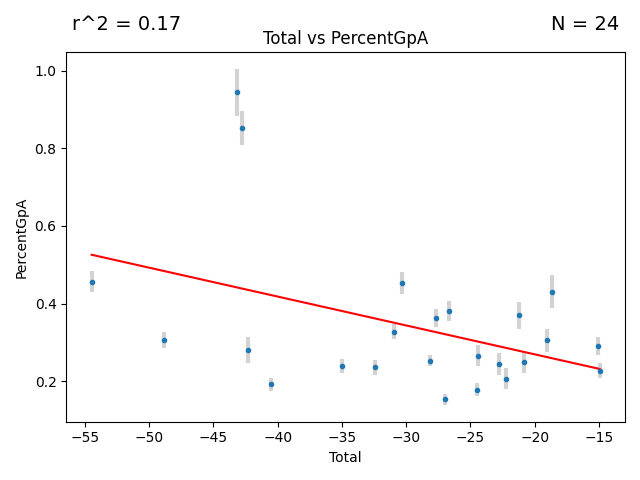 r^2 = 0.17
N = 24
Total vs PercentGpA
1.0
0.8
0.6
0.4
0.2
PercentGpA
−55
−50
−45
−40
−35
−30
−25
−20
−15
Total